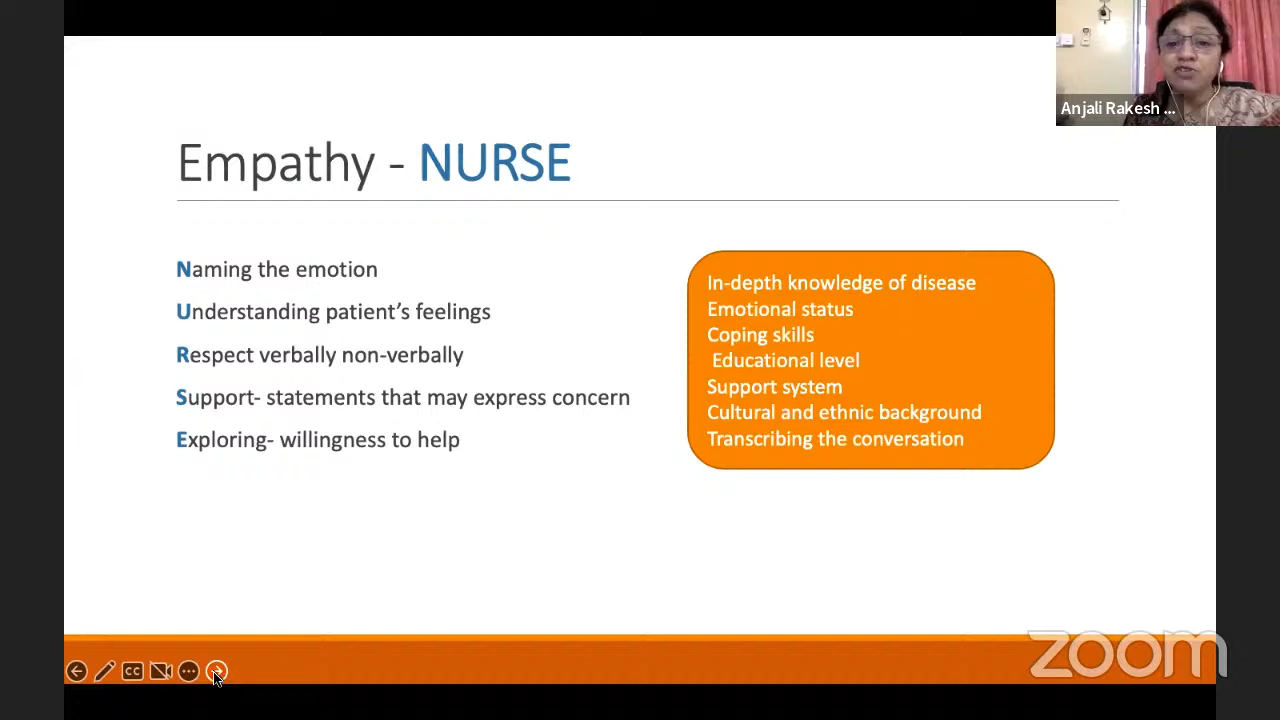 Anjali Rakesh ...
Empathy - NURSE
Naming the emotion
Understanding patient’s feelings
Respect verbally non-verbally
Support- statements that may express concern
Exploring- willingness to help
In-depth knowledge of disease
Emotional status
Coping skills
Educational level
Support system
Cultural and ethnic background
Transcribing the conversation
CC
zoom